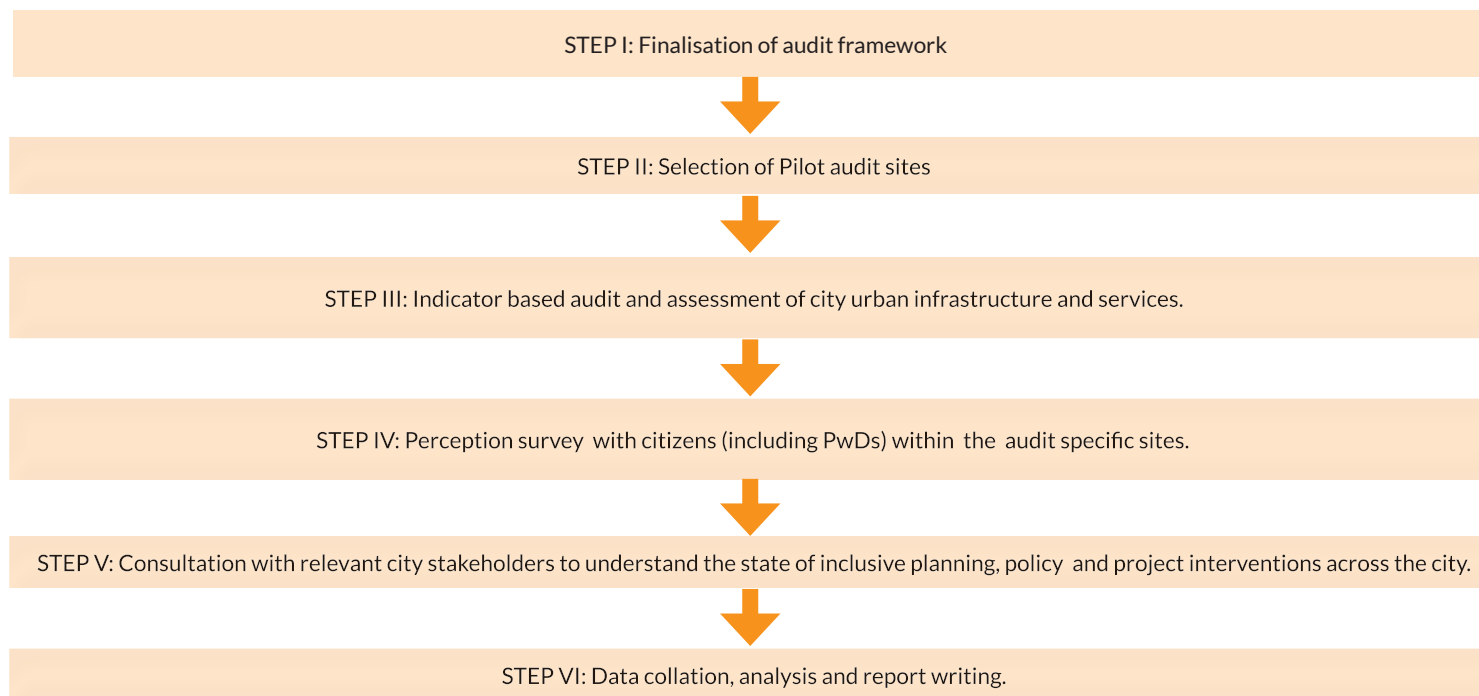 STEP I: Finalisation of audit framework
STEP II: Selection of Pilot audit sites
STEP III: Indicator based audit and assessment of city urban infrastructure and services.
STEP IV: Perception survey with citizens (including PwDs) within the audit specific sites.
STEP V: Consultation with relevant city stakeholders to understand the state of inclusive planning, policy and project interventions across the city.
STEP VI: Data collation, analysis and report writing.